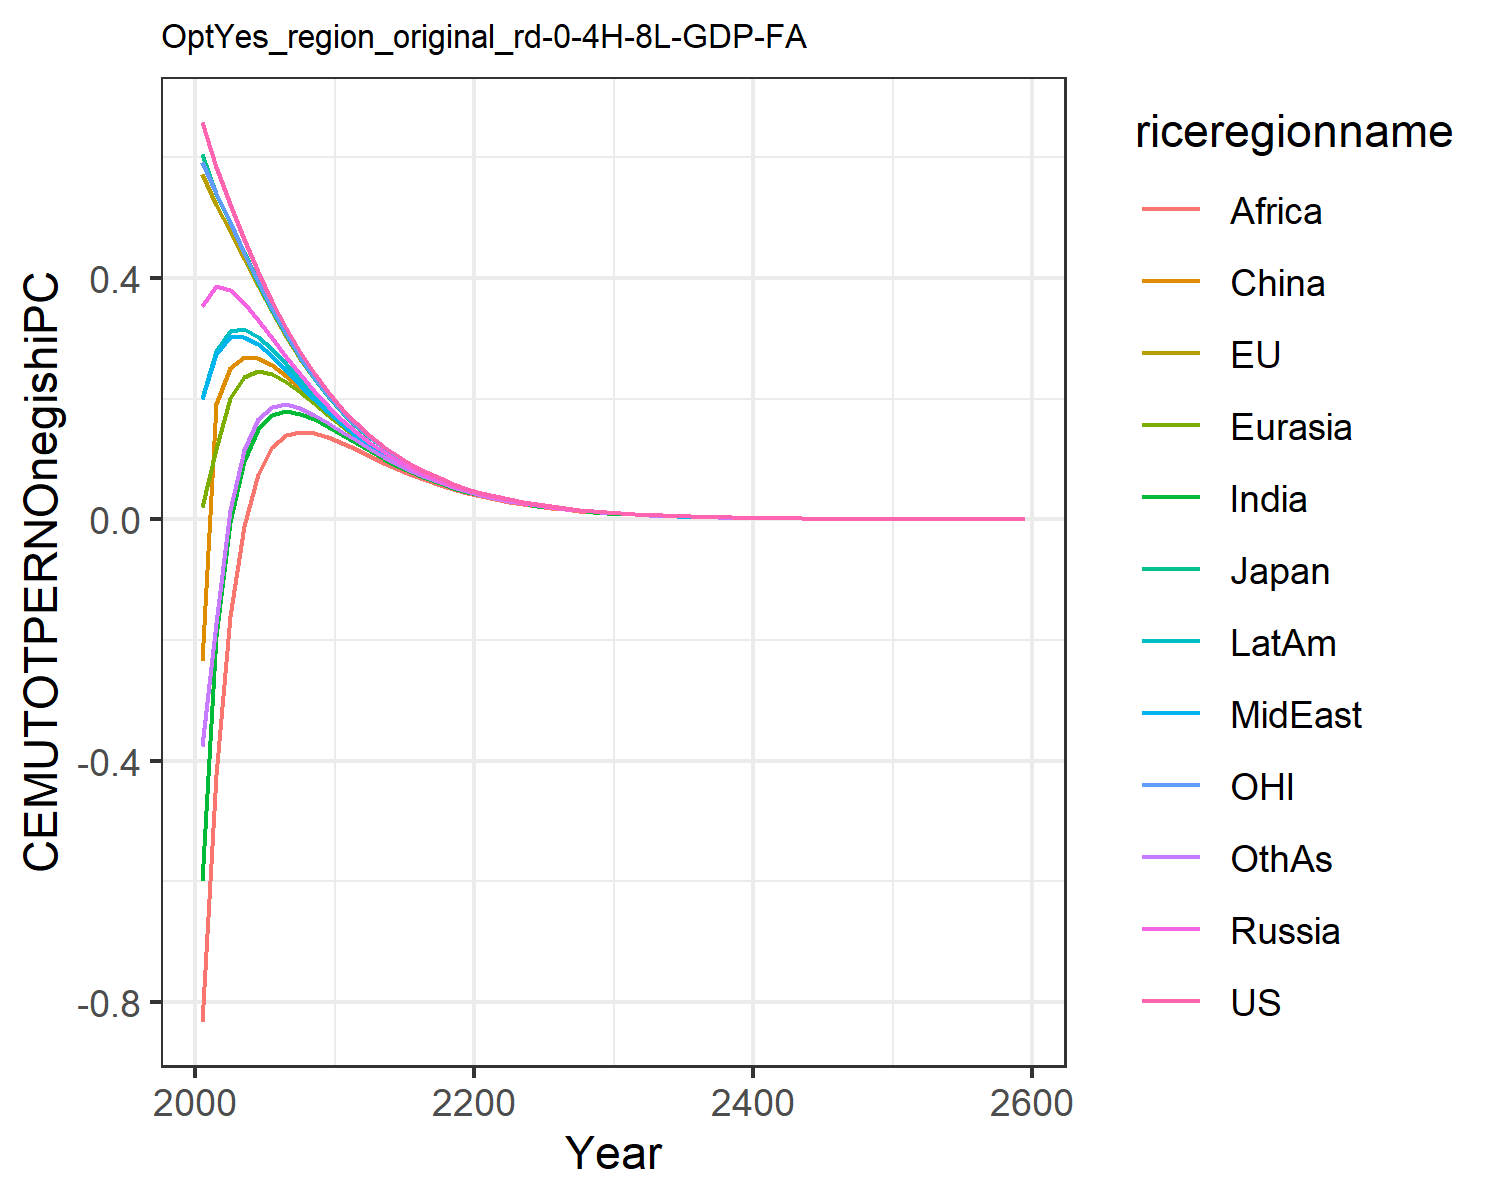 OptYes_region_original_rd-0-4H-8L-GDP-FA
CEMUTOTPERNOnegishiPC
0.4
0.0
-0.4
-0.8
2000
2200
2400
2600
Year
riceregionname
Africa
China
EU
Eurasia
India
Japan
LatAm
MidEast
OHI
OthAs
Russia
US